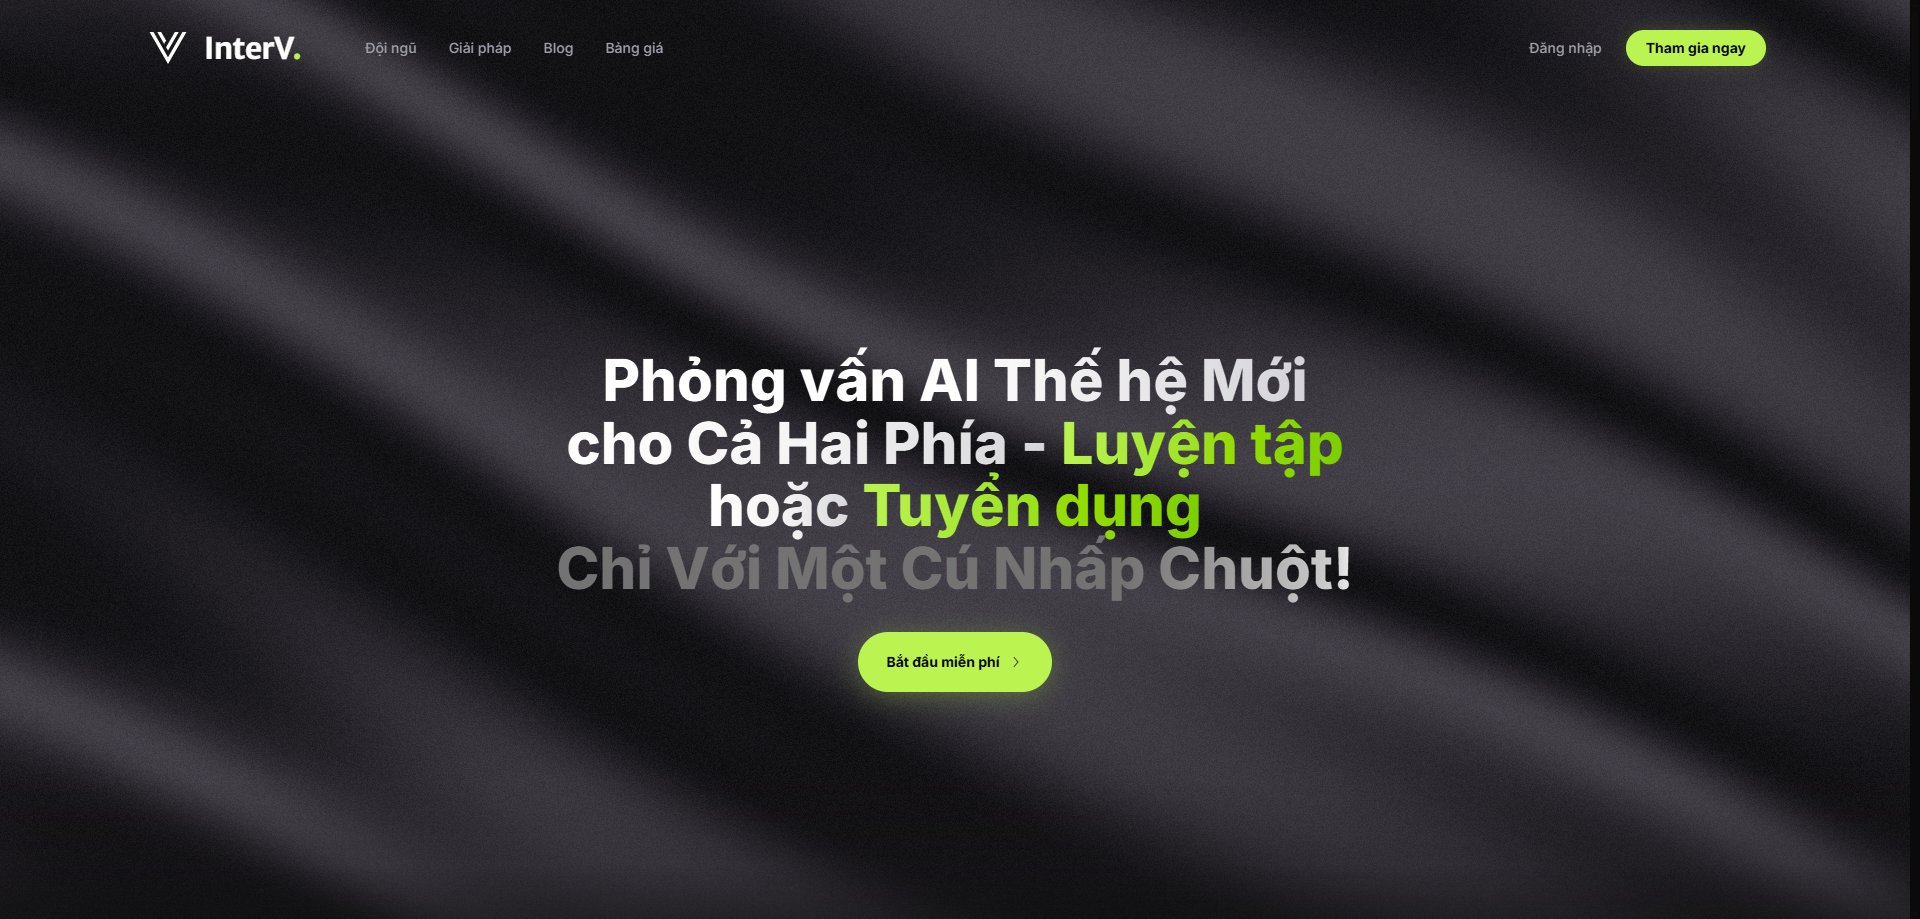 InterV.
Đội ngũ
Giải pháp
Blog
Bảng giá
Đăng nhập
Tham gia ngay
Phỏng vấn AI Thế hệ Mới
cho Cả Hai Phía - Luyện tập
hoặc Tuyển dụng
Chỉ Với Một Cú Nhấp Chuột!
Bắt đầu miễn phí